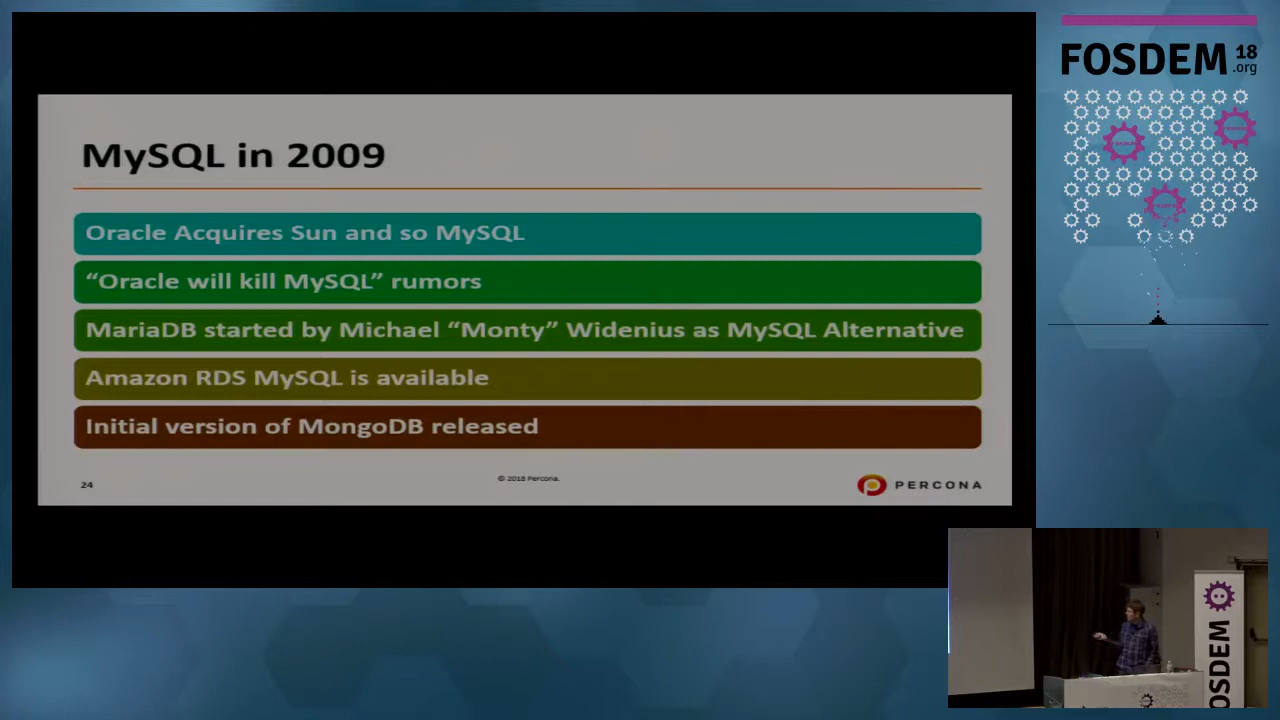 FOSDEM 18
.org
MySQL in 2009
Oracle Acquires Sun and so MySQL
“Oracle will kill MySQL” rumors
MariaDB started by Michael “Monty” Widenius as MySQL Alternative
Amazon RDS MySQL is available
Initial version of MongoDB released
24
© 2018 Percona.
PERCONA
OSDEM